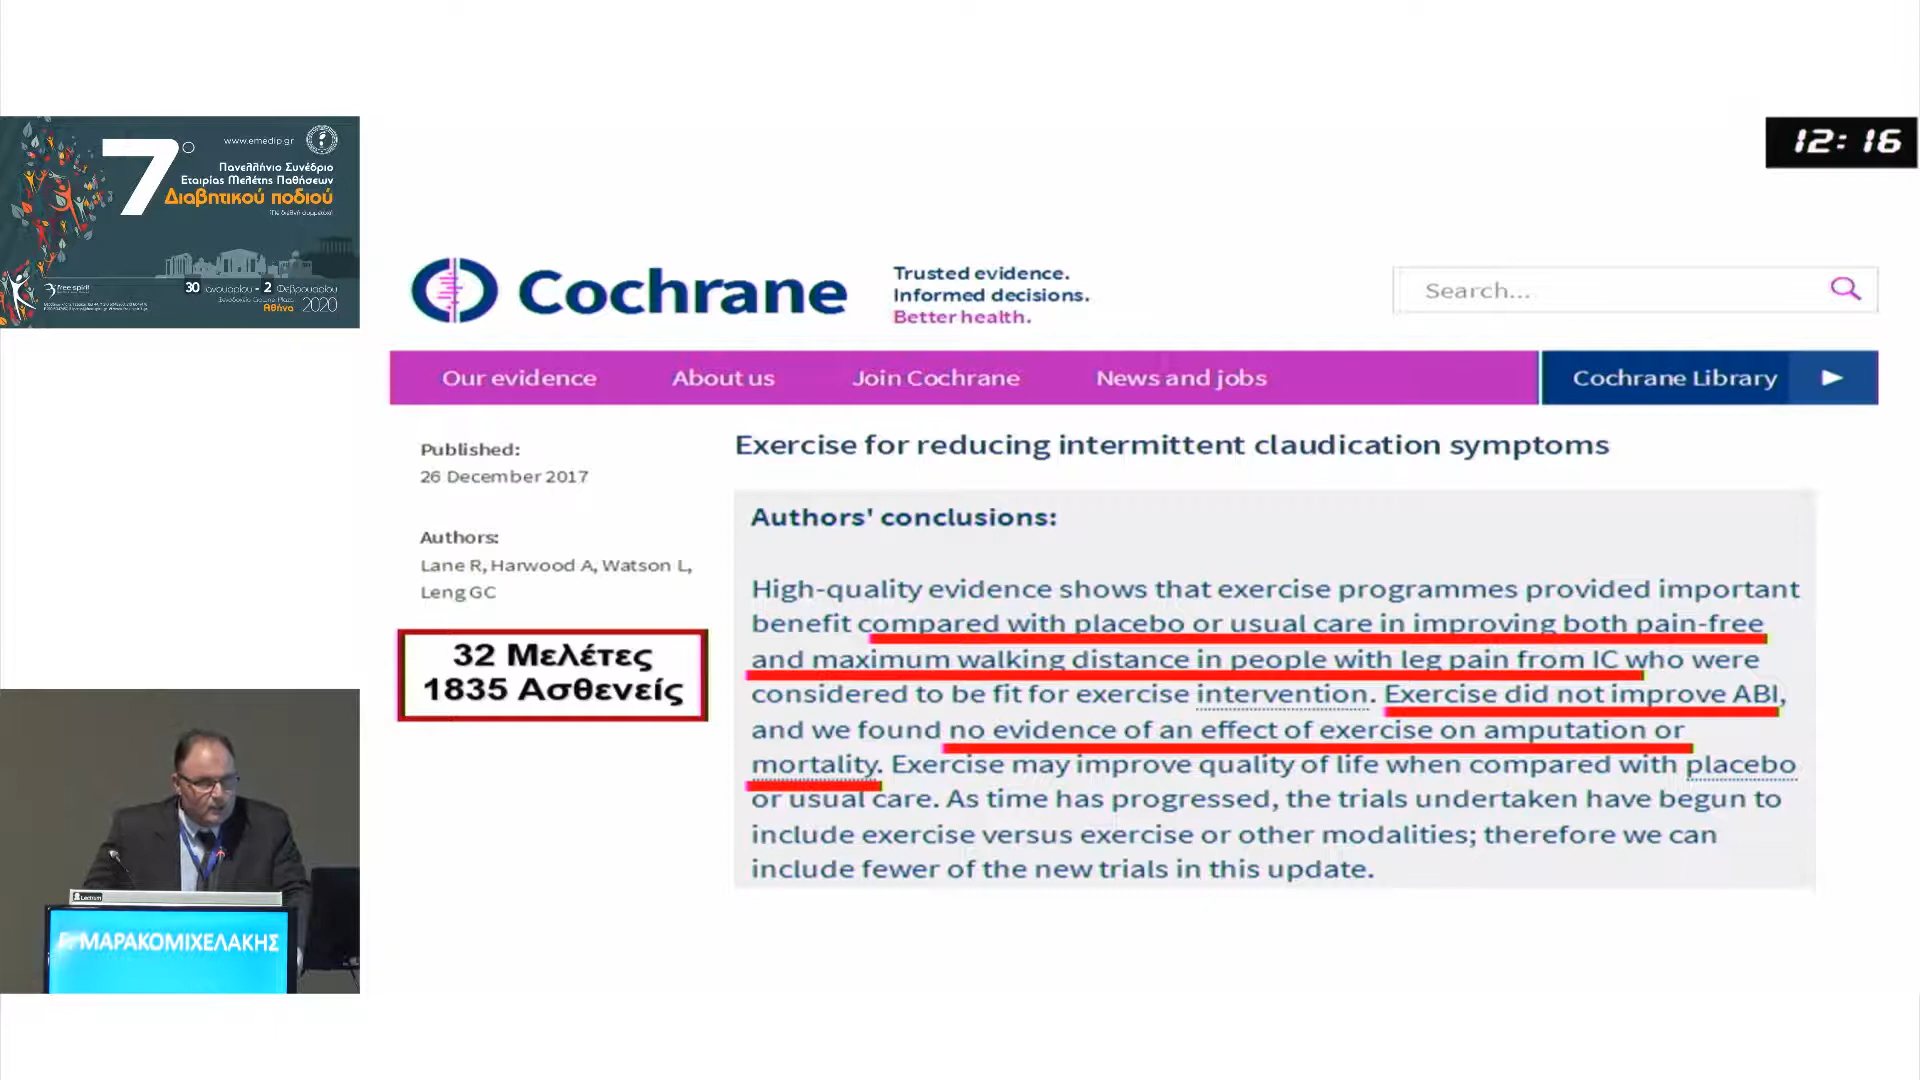 www.emedip.gr
7°
Πανελλήνιο Συνέδριο
Εταιρίας Μελέτης Παθήσεων
Διαβητικού ποδιού
free spirit
30 Ιανουαρίου - 2 Φεβρουαρίου
Αθήνα 2020
12:16
Cochrane
Trusted evidence.
Informed decisions.
Better health.
Search...
Our evidence About us Join Cochrane News and jobs Cochrane Library
Published:
26 December 2017
Authors:
Lane R, Harwood A, Watson L,
Leng GC
32 Μελέτες
1835 Ασθενείς
Exercise for reducing intermittent claudication symptoms
Authors' conclusions:
High-quality evidence shows that exercise programmes provided important
benefit compared with placebo or usual care in improving both pain-free
and maximum walking distance in people with leg pain from IC who were
considered to be fit for exercise intervention. Exercise did not improve ABI,
and we found no evidence of an effect of exercise on amputation or
mortality. Exercise may improve quality of life when compared with placebo
or usual care. As time has progressed, the trials undertaken have begun to
include exercise versus exercise or other modalities; therefore we can
include fewer of the new trials in this update.
ΜΑΡΑΚΟΜΙΧΕΛΑΚΗΣ